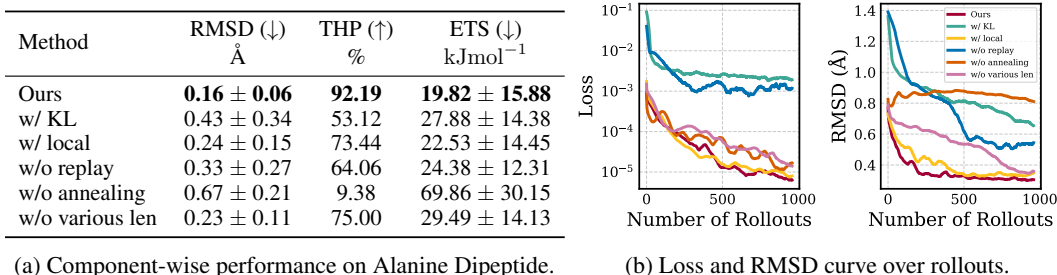 Method RMSD (↓) THP (↑) ETS (↓)
Å % kJmol⁻¹
Ours 0.16 ± 0.06 92.19 19.82 ± 15.88
w/ KL 0.43 ± 0.34 53.12 27.88 ± 14.38
w/ local 0.24 ± 0.15 73.44 22.53 ± 14.45
w/o replay 0.33 ± 0.27 64.06 24.38 ± 12.31
w/o annealing 0.67 ± 0.21 9.38 69.86 ± 30.15
w/o various len 0.23 ± 0.11 75.00 29.49 ± 14.13
(a) Component-wise performance on Alanine Dipeptide.
Loss
10⁻¹
10⁻²
10⁻³
10⁻⁴
10⁻⁵
0 500 1000
Number of Rollouts
RMSD (Å)
1.4
1.2
1.0
0.8
0.6
0.4
0 500 1000
Number of Rollouts
Ours
w/ KL
w/ local
w/o replay
w/o annealing
w/o various len
(b) Loss and RMSD curve over rollouts.